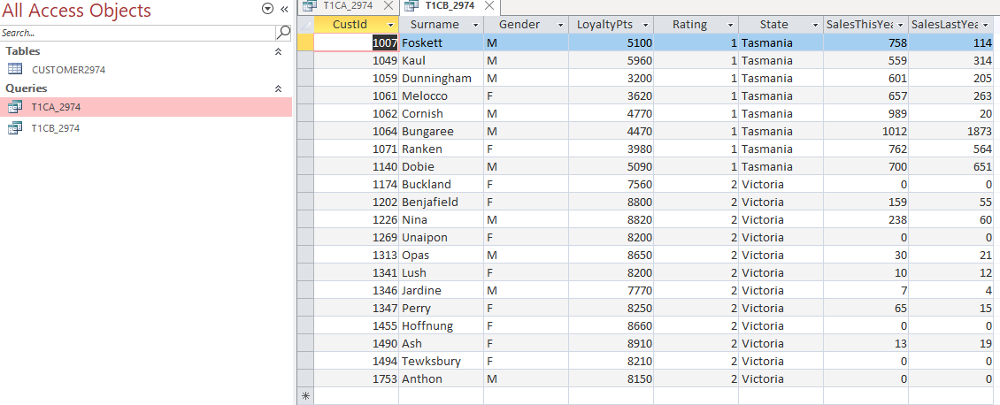 All Access Objects
Search...
Tables
CUSTOMER2974
Queries
T1CA_2974
T1CB_2974
T1CA_2974 T1CB_2974
CustId Surname Gender LoyaltyPts Rating State SalesThisYea SalesLastYea
1007 Foskett M 5100 1 Tasmania 758 114
1049 Kaul M 5960 1 Tasmania 559 314
1059 Dunningham M 3200 1 Tasmania 601 205
1061 Melocco F 3620 1 Tasmania 657 263
1062 Cornish M 4770 1 Tasmania 989 20
1064 Bungaree M 4470 1 Tasmania 1012 1873
1071 Ranken F 3980 1 Tasmania 762 564
1140 Dobie M 5090 1 Tasmania 700 651
1174 Buckland F 7560 2 Victoria 0 0
1202 Benjafield F 8800 2 Victoria 159 55
1226 Nina M 8820 2 Victoria 238 60
1269 Unaipon F 8200 2 Victoria 0 0
1313 Opas M 8650 2 Victoria 30 21
1341 Lush F 8200 2 Victoria 10 12
1346 Jardine M 7770 2 Victoria 7 4
1347 Perry F 8250 2 Victoria 65 15
1455 Hoffnung F 8660 2 Victoria 0 0
1490 Ash F 8910 2 Victoria 13 19
1494 Tewksbury F 8210 2 Victoria 0 0
1753 Anthon M 8150 2 Victoria 0 0